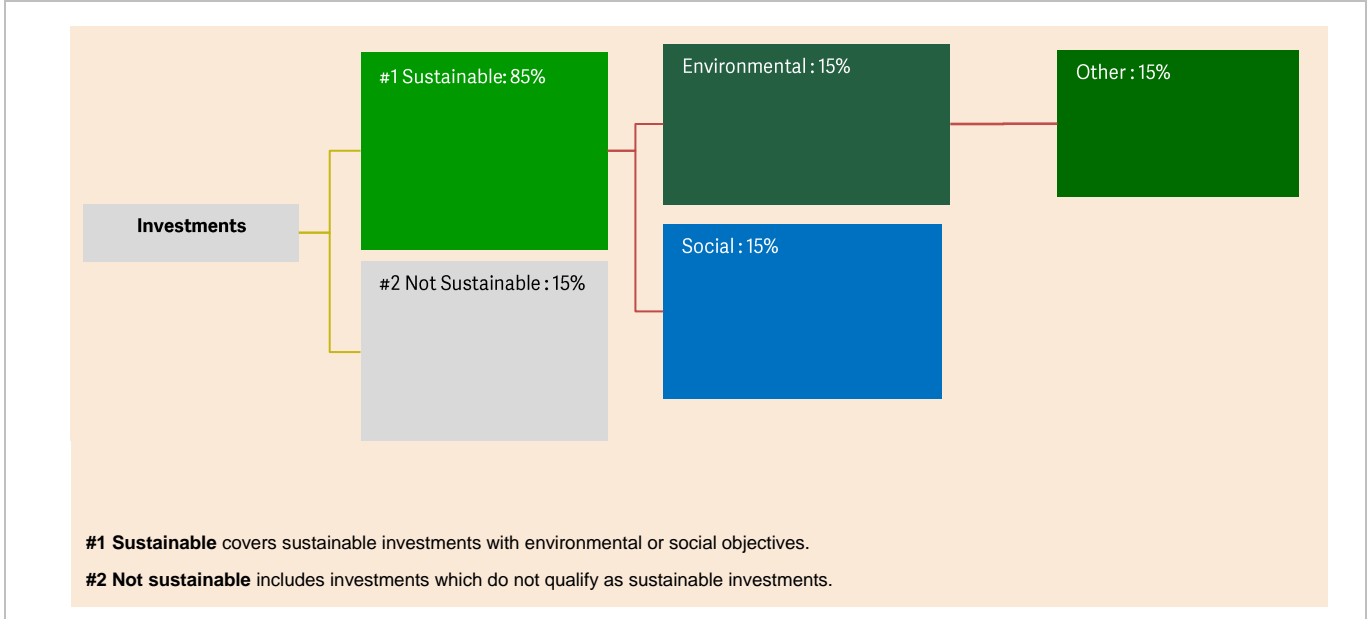 Investments
#1 Sustainable: 85%
#2 Not Sustainable : 15%
Environmental : 15%
Social : 15%
Other : 15%
#1 Sustainable covers sustainable investments with environmental or social objectives.
#2 Not sustainable includes investments which do not qualify as sustainable investments.